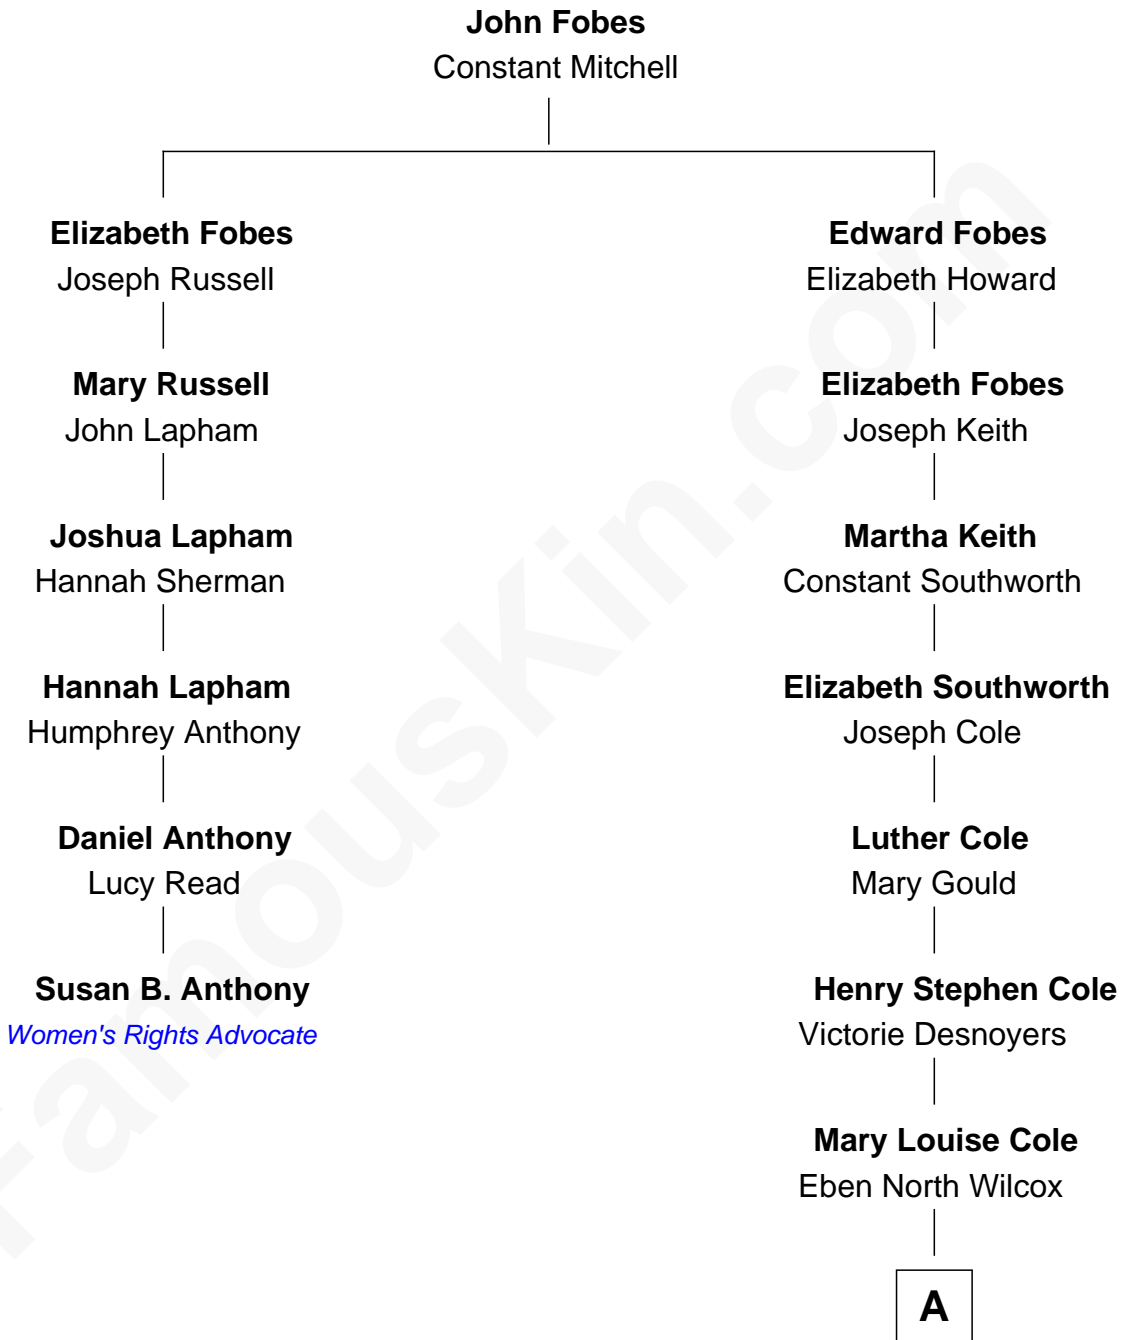 John Fobes
Constant Mitchell
Elizabeth Fobes
Joseph Russell
Mary Russell
John Lapham
Joshua Lapham
Hannah Sherman
Hannah Lapham
Humphrey Anthony
Daniel Anthony
Lucy Read
Susan B. Anthony
Women's Rights Advocate
Edward Fobes
Elizabeth Howard
Elizabeth Fobes
Joseph Keith
Martha Keith
Constant Southworth
Elizabeth Southworth
Joseph Cole
Luther Cole
Mary Gould
Henry Stephen Cole
Victorie Desnoyers
Mary Louise Cole
Eben North Wilcox
A
FamousKin.com